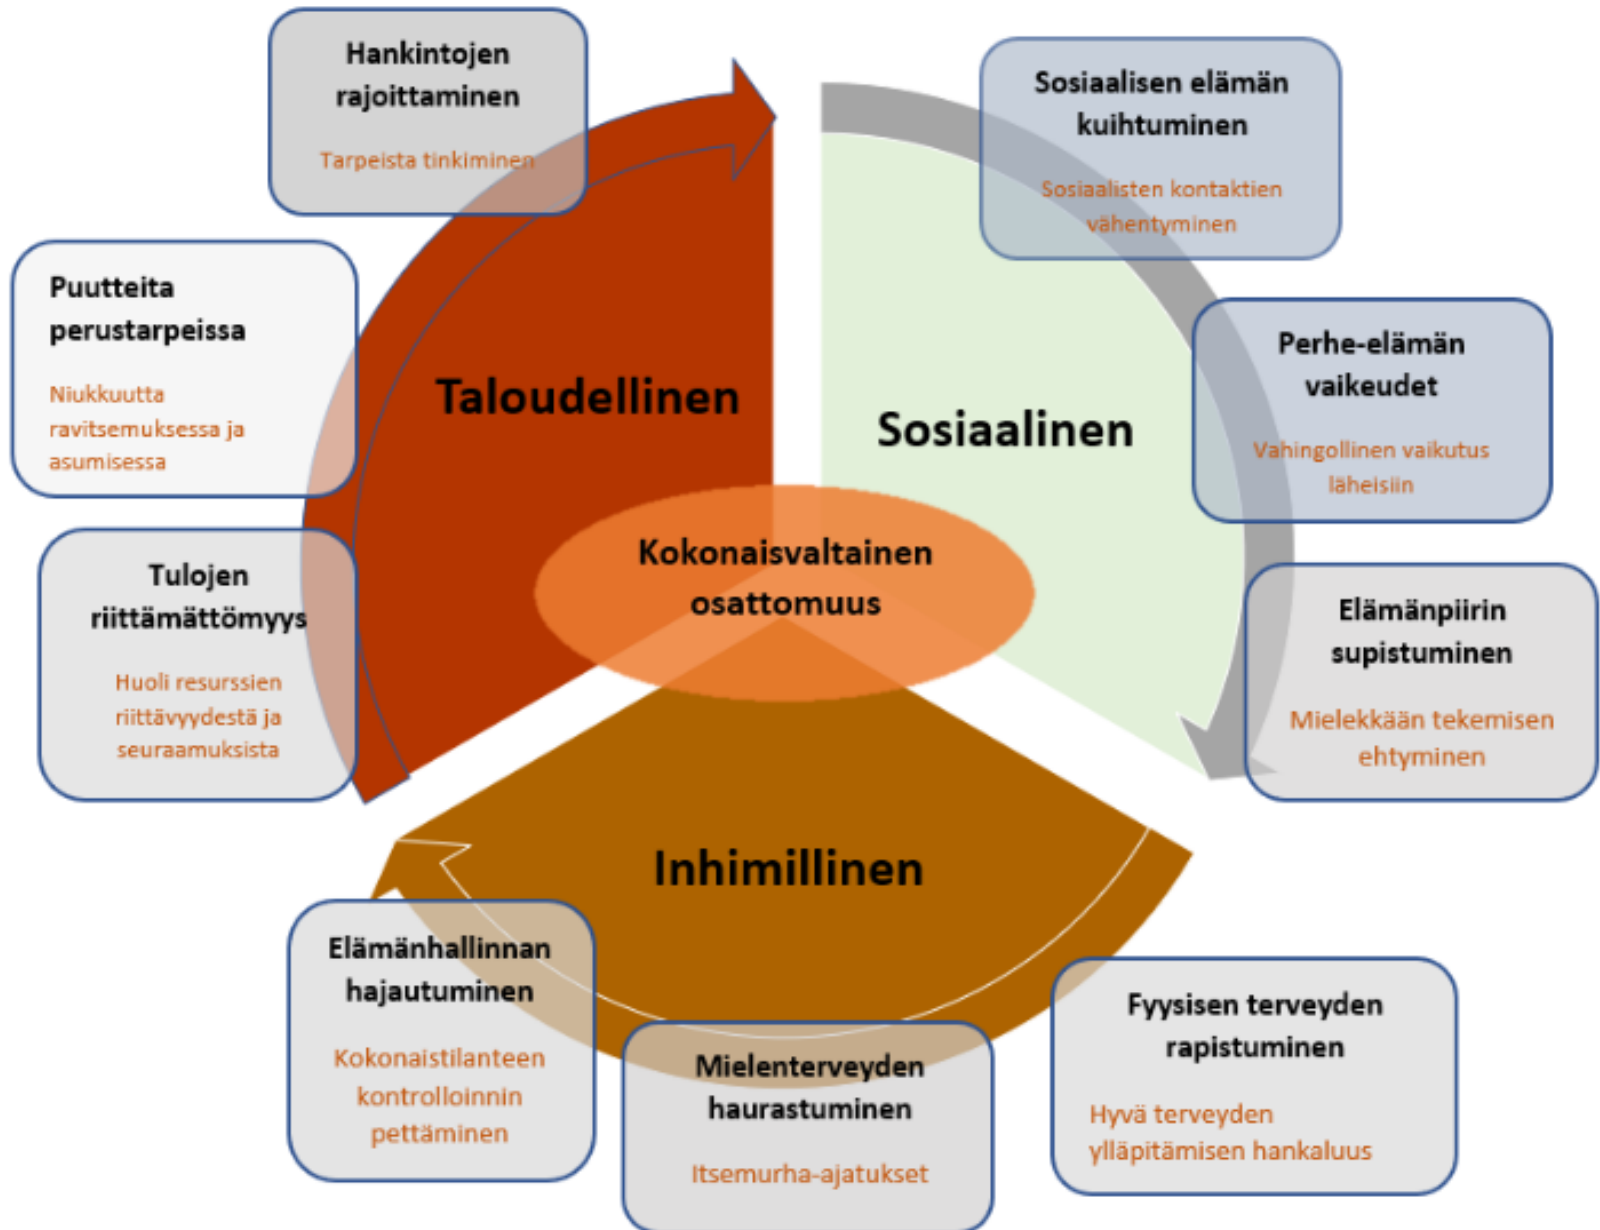 Hankintojen
rajoittaminen
Tarpeista tinkiminen
Sosiaalisen elämän
kuihtuminen
Sosiaalisten kontaktien
vähentyminen
Puutteita
perustarpeissa
Niukkuutta
ravitsemuksessa ja
asumisessa
Perhe-elämän
vaikeudet
Vahingollinen vaikutus
läheisiin
Taloudellinen
Sosiaalinen
Kokonaisvaltainen
osattomuus
Tulojen
riittämättömyys
Huoli resurssien
riittävyydestä ja
seuraamuksista
Elämänpiirin
supistuminen
Mielekkään tekemisen
ehtyminen
Inhimillinen
Elämänhallinnan
hajautuminen
Kokonaistilanteen
kontrolloinnin
pettäminen
Mielenterveyden
haurastuminen
Itsemurha-ajatukset
Fyysisen terveyden
rapistuminen
Hyvä terveyden
ylläpitämisen hankaluus